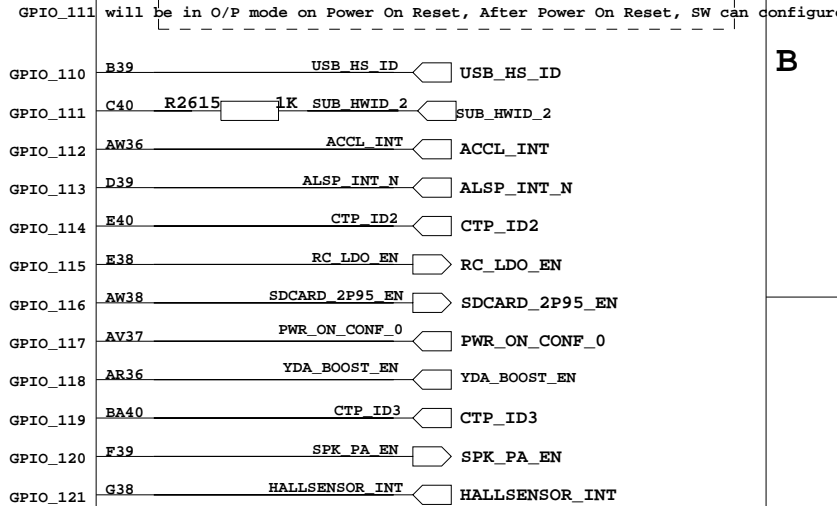 GPIO_111 will be in O/P mode on Power On Reset, After Power On Reset, SW can configure
B
GPIO_110 B39 USB_HS_ID USB_HS_ID
GPIO_111 C40 R2615 1K SUB_HWID_2 SUB_HWID_2
GPIO_112 AW36 ACCL_INT ACCL_INT
GPIO_113 D39 ALSP_INT_N ALSP_INT_N
GPIO_114 E40 CTP_ID2 CTP_ID2
GPIO_115 E38 RC_LDO_EN RC_LDO_EN
GPIO_116 AW38 SDCARD_2P95_EN SDCARD_2P95_EN
GPIO_117 AV37 PWR_ON_CONF_0 PWR_ON_CONF_0
GPIO_118 AR36 YDA_BOOST_EN YDA_BOOST_EN
GPIO_119 BA40 CTP_ID3 CTP_ID3
GPIO_120 F39 SPK_PA_EN SPK_PA_EN
GPIO_121 G38 HALLSENSOR_INT HALLSENSOR_INT